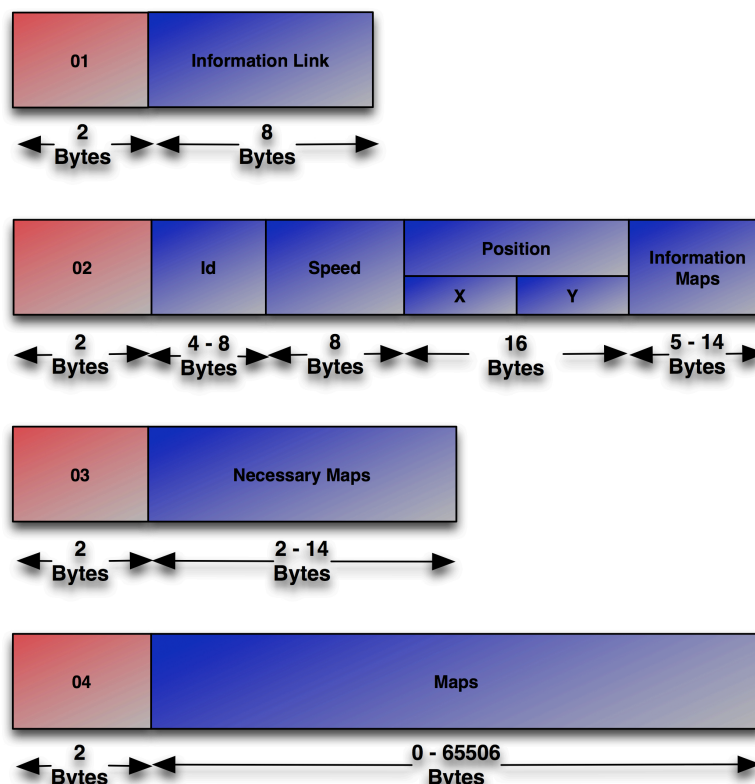 01
Information Link
2
Bytes
8
Bytes
02
Id
Speed
Position
X
Y
Information
Maps
2
Bytes
4 - 8
Bytes
8
Bytes
16
Bytes
5 - 14
Bytes
03
Necessary Maps
2
Bytes
2 - 14
Bytes
04
Maps
2
Bytes
0 - 65506
Bytes